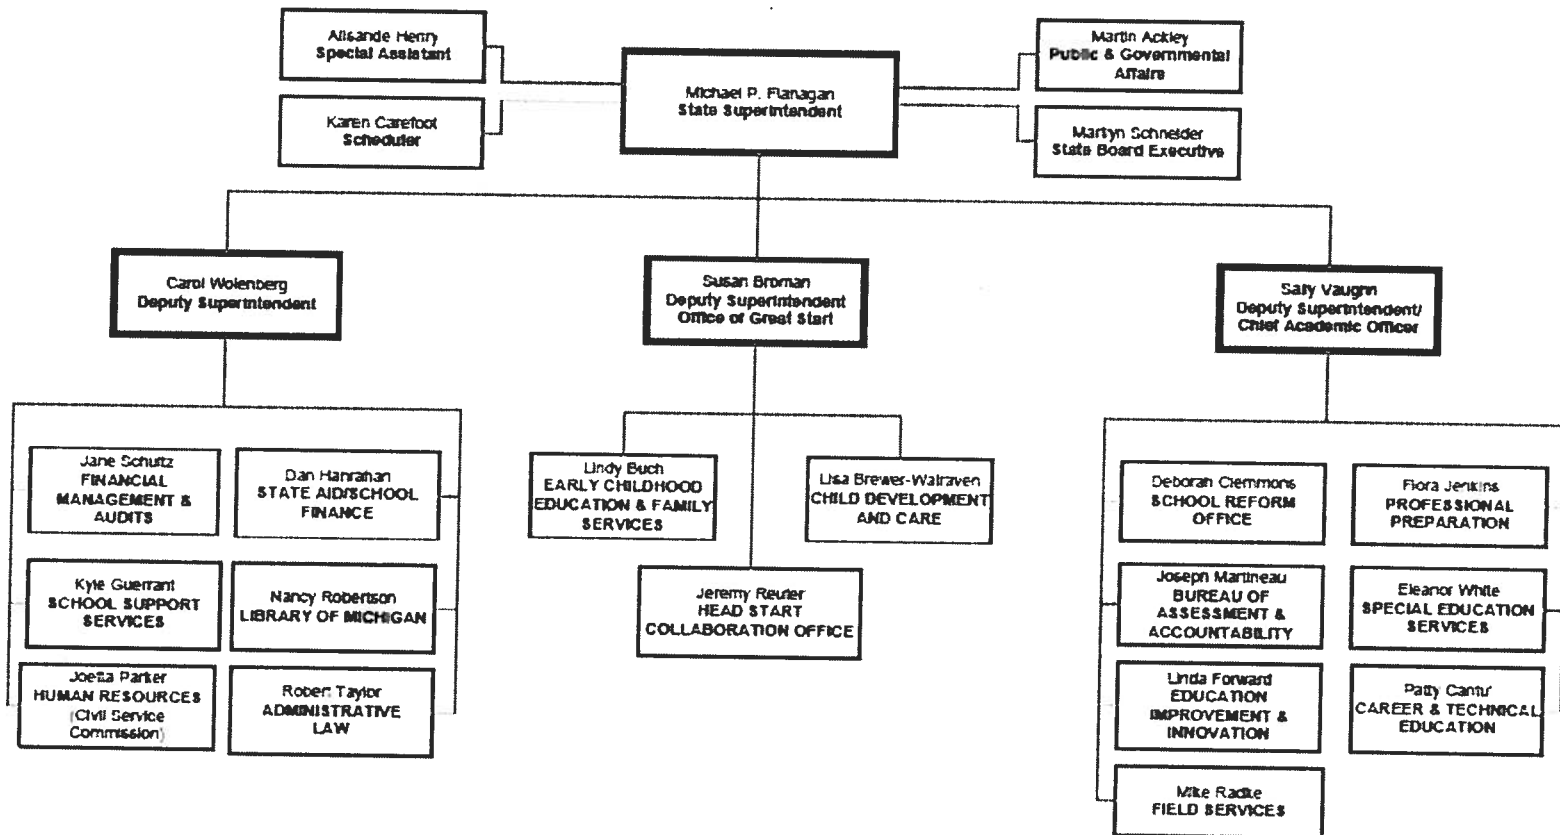 Alisande Henry
Special Assistant
Karen Carefoot
Scheduler
Michael P. Flanagan
State Superintendent
Martin Ackley
Public & Governmental
Affairs
Marilyn Schneider
State Board Executive
Carol Wolenberg
Deputy Superintendent
Susan Broman
Deputy Superintendent
Office of Great Start
Sally Vaughn
Deputy Superintendent/
Chief Academic Officer
Jane Schultz
FINANCIAL
MANAGEMENT &
AUDITS
Dan Hanrahan
STATE AID/SCHOOL
FINANCE
Kyle Guerrant
SCHOOL SUPPORT
SERVICES
Nancy Robertson
LIBRARY OF MICHIGAN
Joetta Parker
HUMAN RESOURCES
(Civil Service
Commission)
Robert Taylor
ADMINISTRATIVE
LAW
Lindy Buch
EARLY CHILDHOOD
EDUCATION & FAMILY
SERVICES
Lisa Brewer-Walraven
CHILD DEVELOPMENT
AND CARE
Jeremy Reuter
HEAD START
COLLABORATION OFFICE
Deborah Clemmons
SCHOOL REFORM
OFFICE
Flora Jenkins
PROFESSIONAL
PREPARATION
Joseph Martineau
BUREAU OF
ASSESSMENT &
ACCOUNTABILITY
Eleanor White
SPECIAL EDUCATION
SERVICES
Linda Forward
EDUCATION
IMPROVEMENT &
INNOVATION
Patty Cantu'
CAREER & TECHNICAL
EDUCATION
Mike Radke
FIELD SERVICES